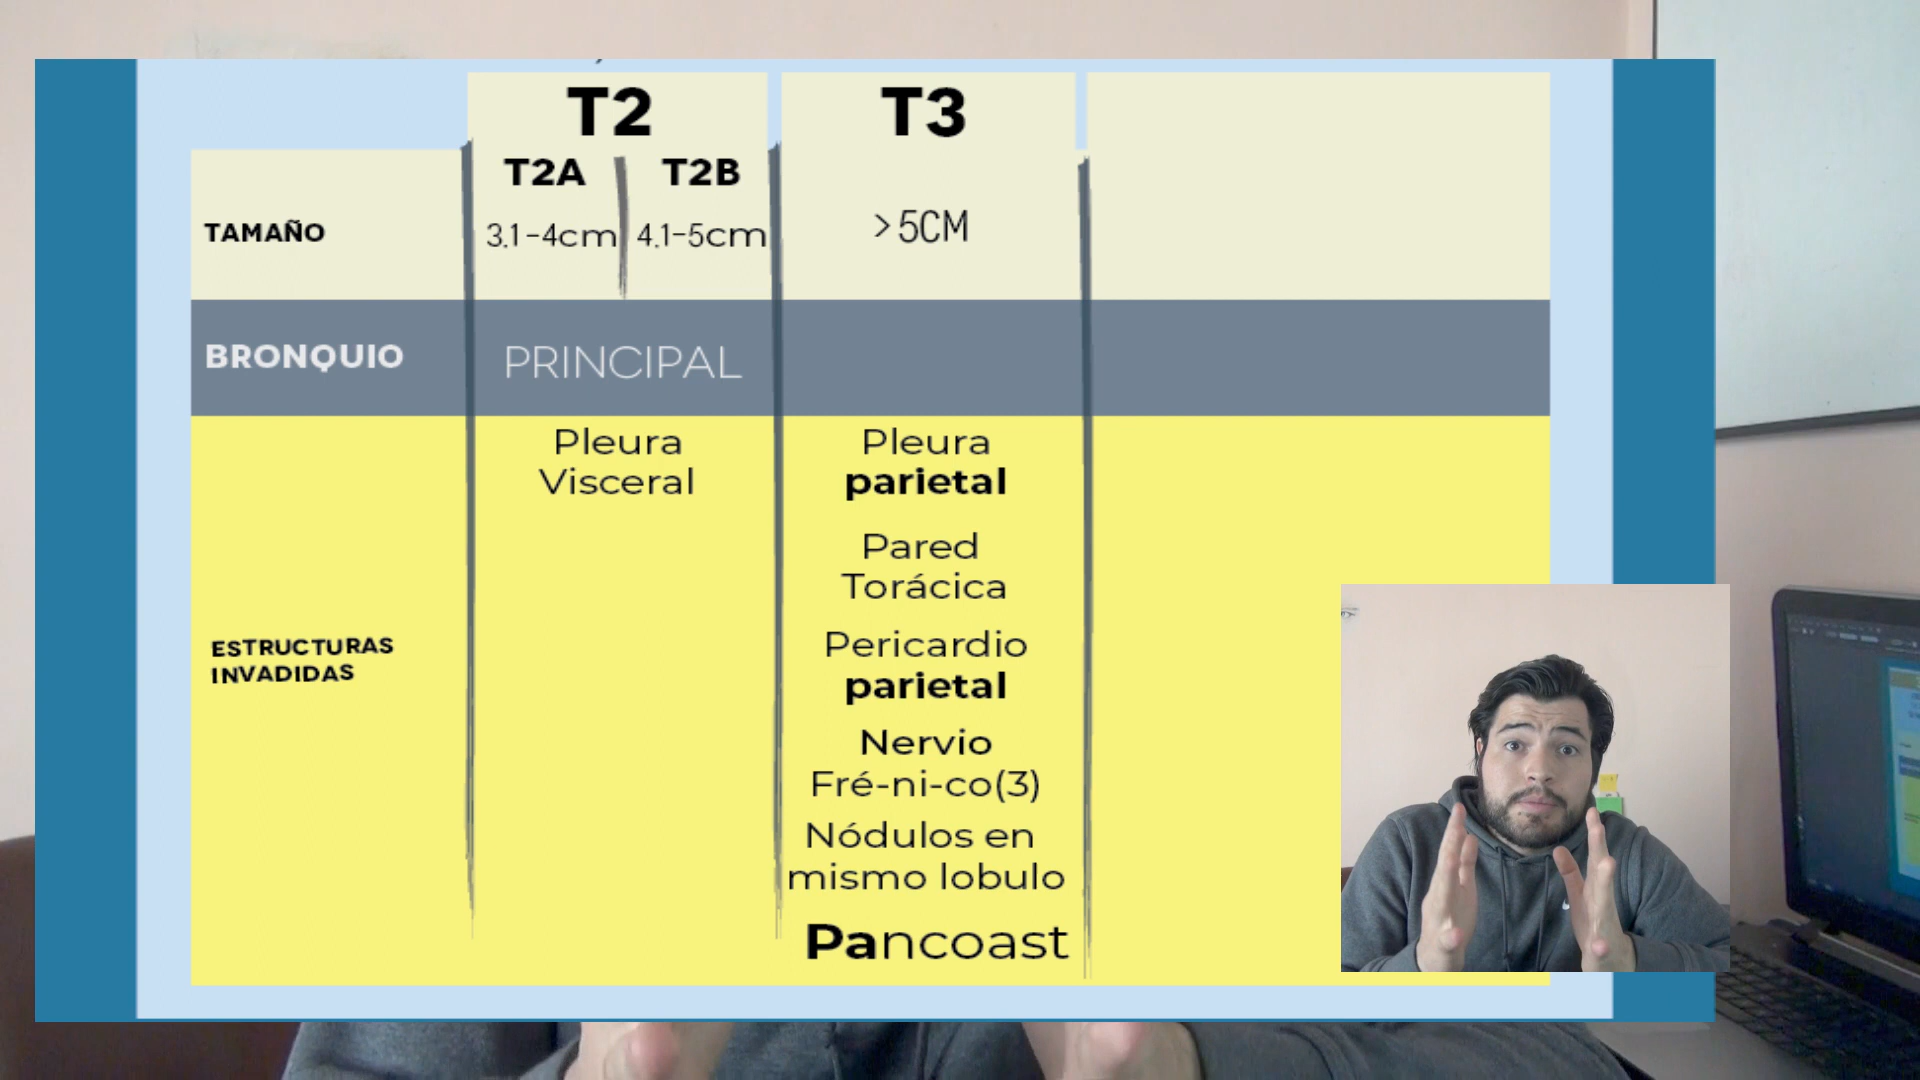 T2
T3
T2A
T2B
TAMAÑO
3.1-4cm
4.1-5cm
>5CM
BRONQUIO
PRINCIPAL
Pleura
Visceral
Pleura
parietal
Pared
Torácica
Pericardio
parietal
ESTRUCTURAS
INVADIDAS
Nervio
Fré-ni-co(3)
Nódulos en
mismo lobulo
Pancoast